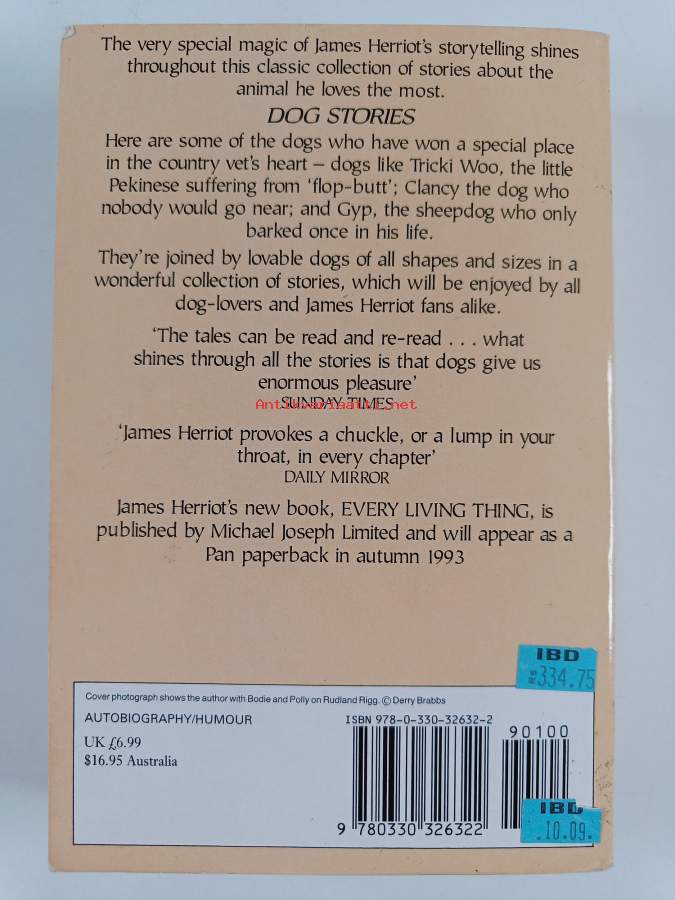 The very special magic of James Herriot's storytelling shines
throughout this classic collection of stories about the
animal he loves the most.
DOG STORIES
Here are some of the dogs who have won a special place
in the country vet's heart – dogs like Tricki Woo, the little
Pekinese suffering from 'flop-butt'; Clancy the dog who
nobody would go near; and Gyp, the sheepdog who only
barked once in his life.
They're joined by lovable dogs of all shapes and sizes in a
wonderful collection of stories, which will be enjoyed by all
dog-lovers and James Herriot fans alike.
'The tales can be read and re-read . . . what
shines through all the stories is that dogs give us
enormous pleasure'
SUNDAY TIMES
Antikvariaatti.net
'James Herriot provokes a chuckle, or a lump in your
throat, in every chapter'
DAILY MIRROR
James Herriot's new book, EVERY LIVING THING, is
published by Michael Joseph Limited and will appear as a
Pan paperback in autumn 1993
IBD
RS 334.75
Cover photograph shows the author with Bodie and Polly on Rudland Rigg. © Derry Brabbs
AUTOBIOGRAPHY/HUMOUR
UK £6.99
$16.95 Australia
ISBN 978-0-330-32632-2
90100
9 780330 326322
IBD
.10.09.